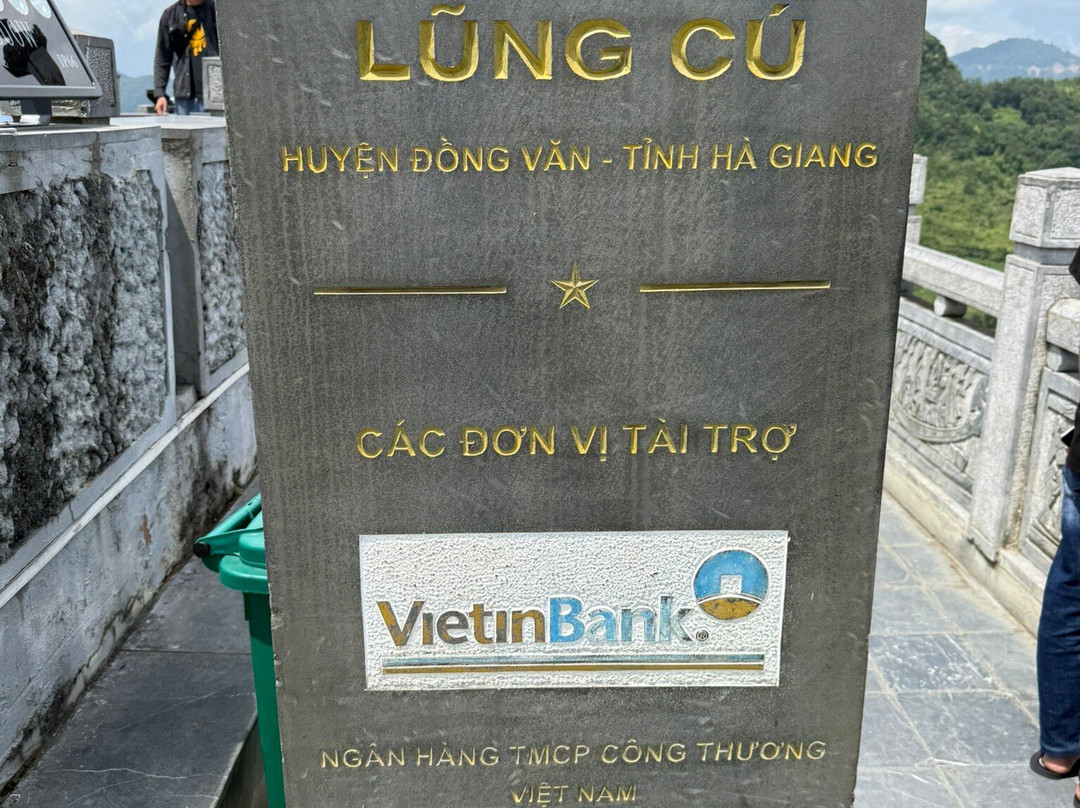 LŨNG CÚ
HUYỆN ĐỒNG VĂN - TỈNH HÀ GIANG
CÁC ĐƠN VỊ TÀI TRỢ
VietinBank®
NGÂN HÀNG TMCP CÔNG THƯƠNG
VIỆT NAM